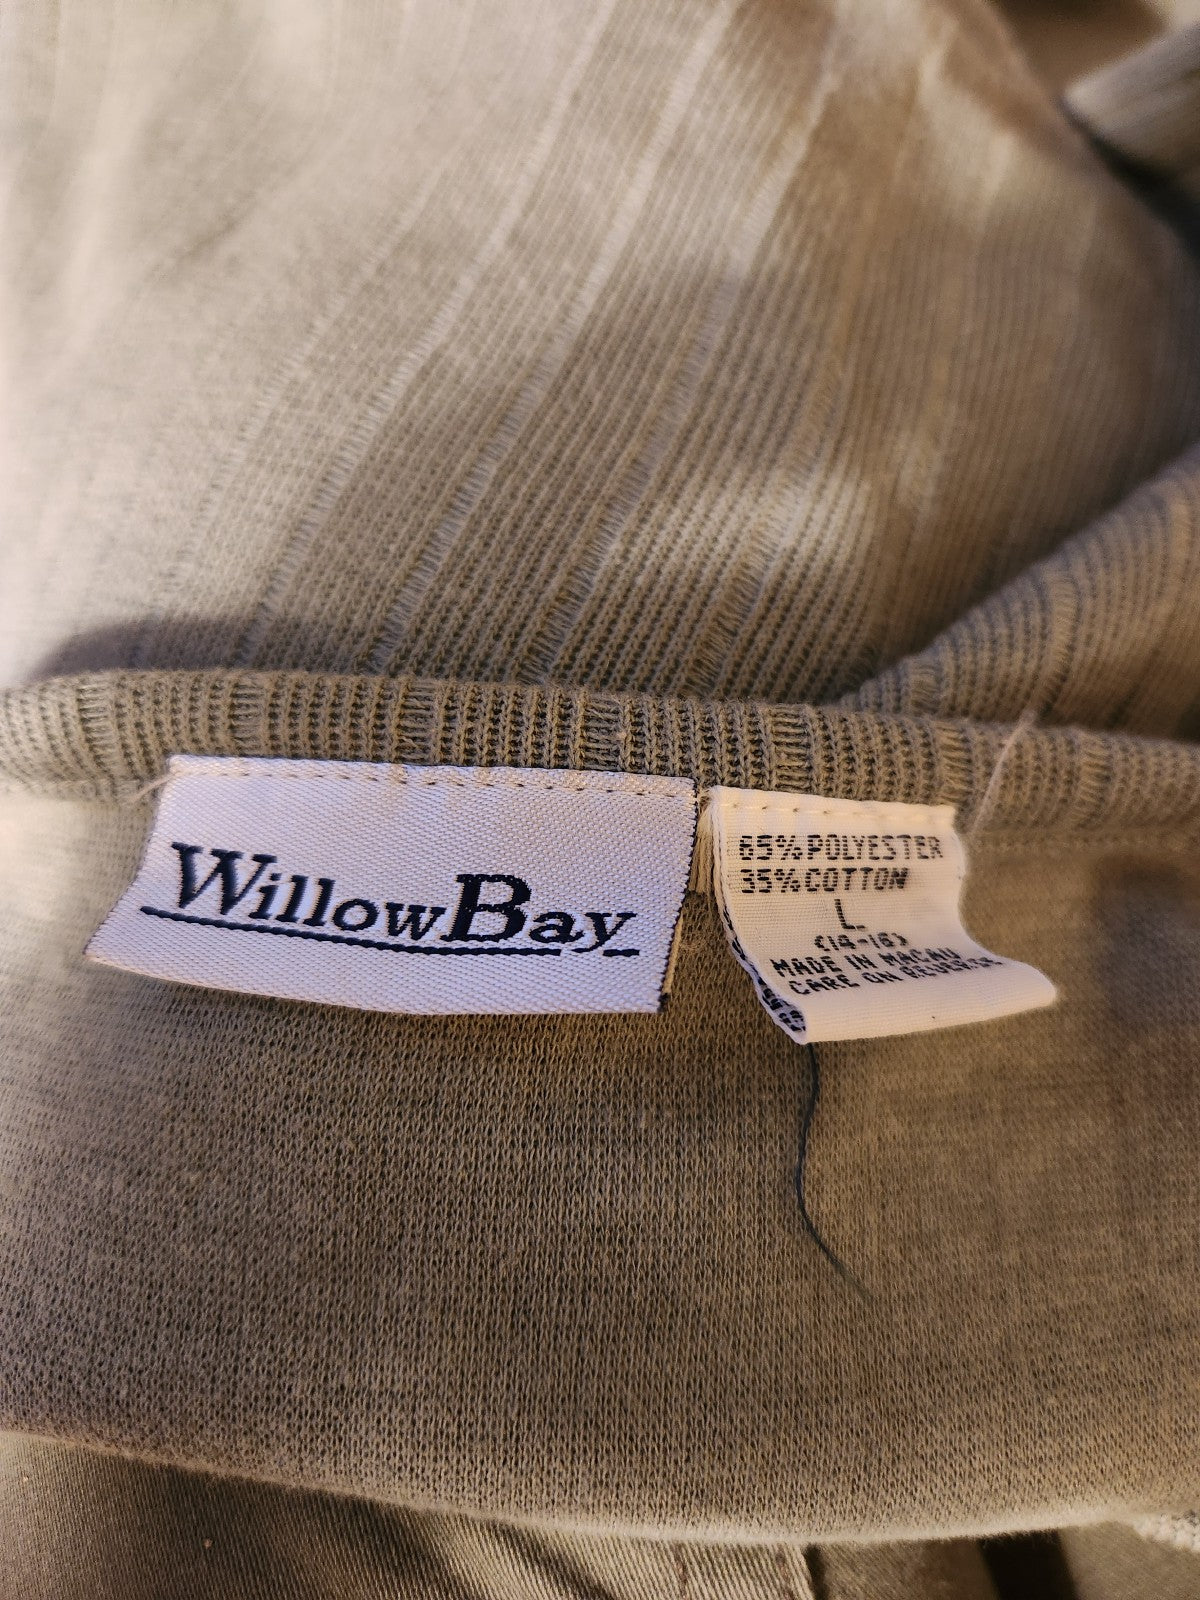 WillowBay
65% POLYESTER
35% COTTON
L
(14-16)
MADE IN MACAU
CARE ON REVERSE